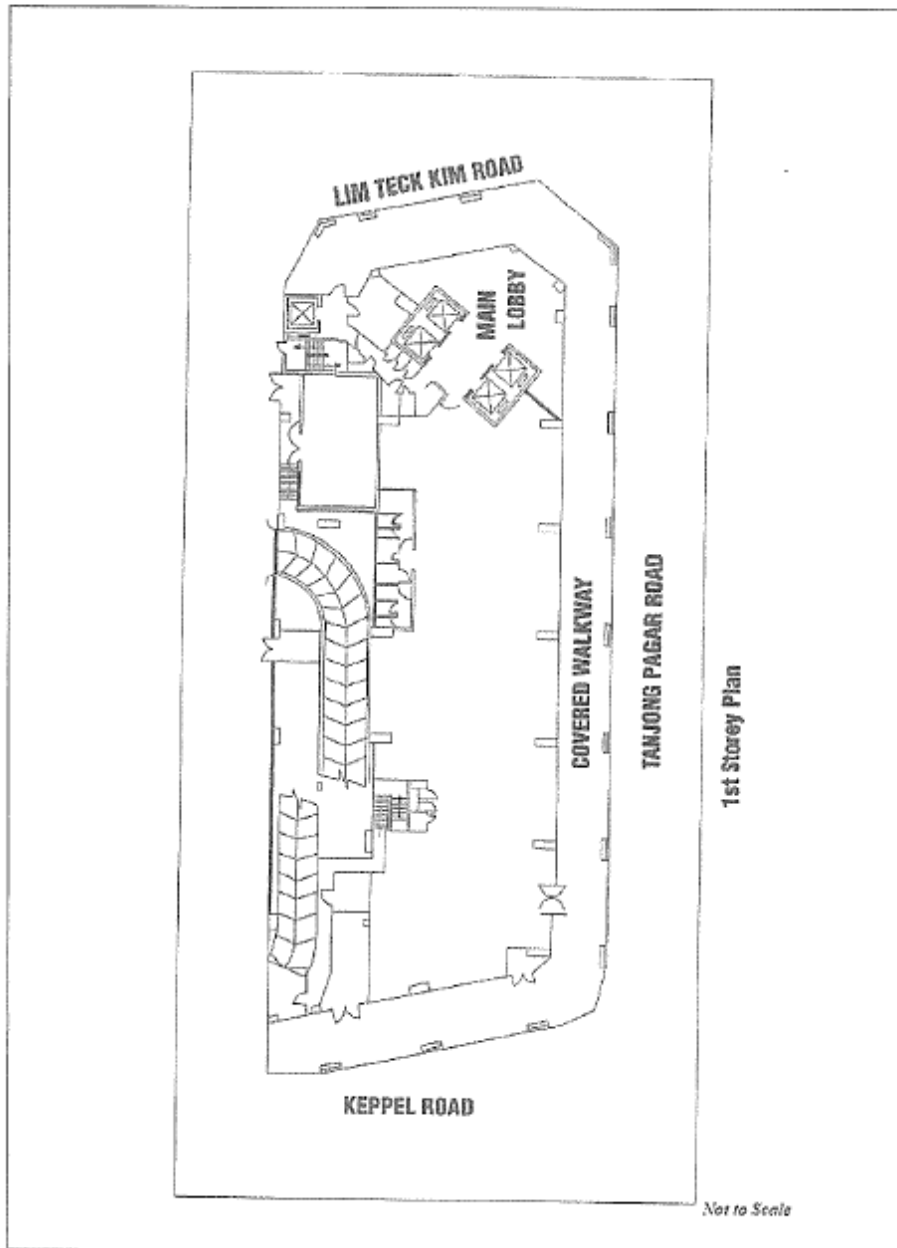 LIM TECK KIM ROAD
MAIN
LOBBY
COVERED WALKWAY
TANJONG PAGAR ROAD
1st Storey Plan
KEPPEL ROAD
Not to Scale